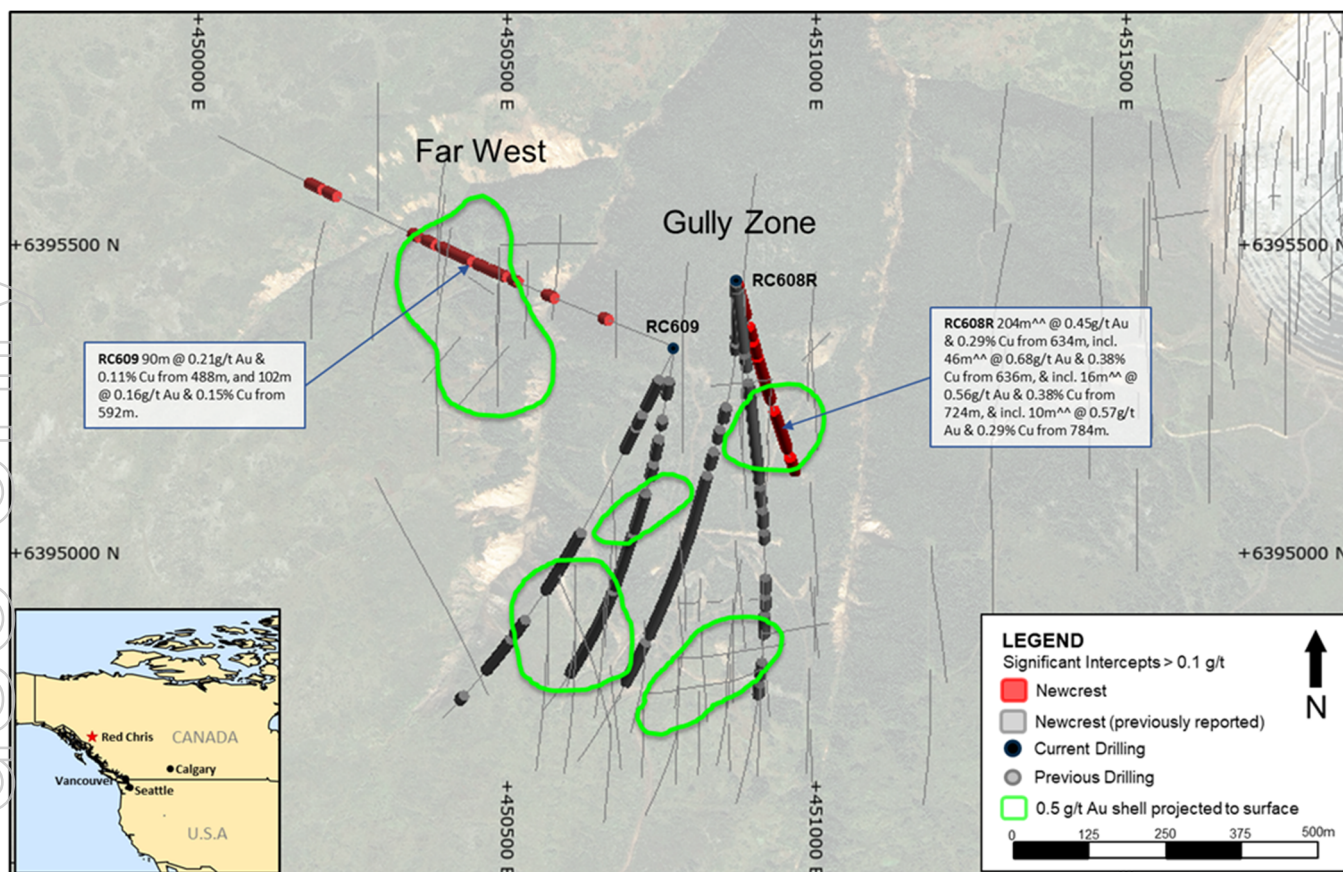 +450000 E
+450500 E
+451000 E
+451500 E
Far West
Gully Zone
+6395500 N
+6395500 N
RC608R
RC609
RC609 90m @ 0.21g/t Au &
0.11% Cu from 488m, and 102m
@ 0.16g/t Au & 0.15% Cu from
592m.
RC608R 204m^^ @ 0.45g/t Au
& 0.29% Cu from 634m, incl.
46m^^ @ 0.68g/t Au & 0.38%
Cu from 636m, & incl. 16m^^ @
0.56g/t Au & 0.38% Cu from
724m, & incl. 10m^^ @ 0.57g/t
Au & 0.29% Cu from 784m.
+6395000 N
+6395000 N
+450500 E
+451000 E
Red Chris
CANADA
Calgary
Vancouver
Seattle
U.S.A
LEGEND
Significant Intercepts > 0.1 g/t
Newcrest
Newcrest (previously reported)
Current Drilling
Previous Drilling
0.5 g/t Au shell projected to surface
N
0 125 250 375 500m